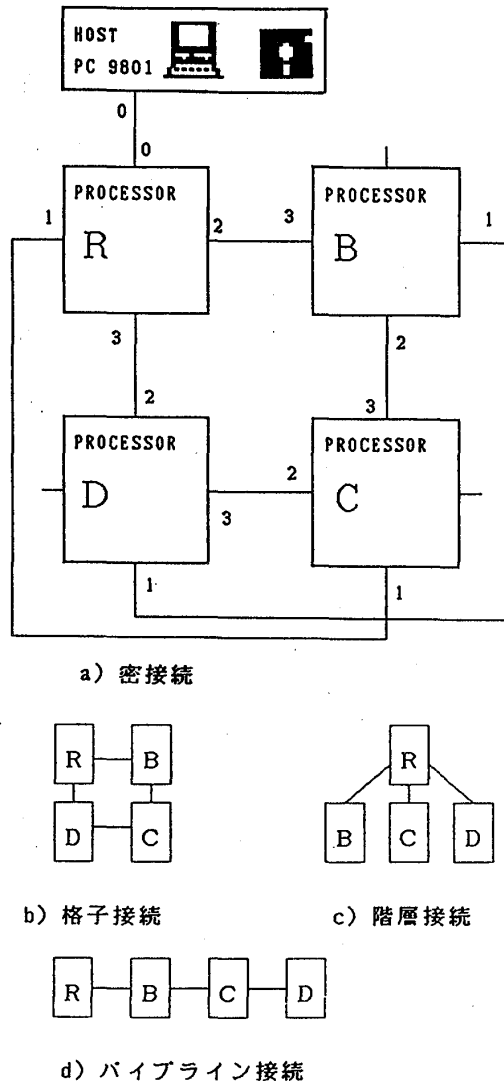 HOST
PC 9801
0
0
PROCESSOR
R
1
2
3
PROCESSOR
B
3
1
2
PROCESSOR
D
2
3
1
PROCESSOR
C
3
2
1
a) 密接続
R
B
D
C
b) 格子接続
R
B
C
D
c) 階層接続
R
B
C
D
d) パイプライン接続